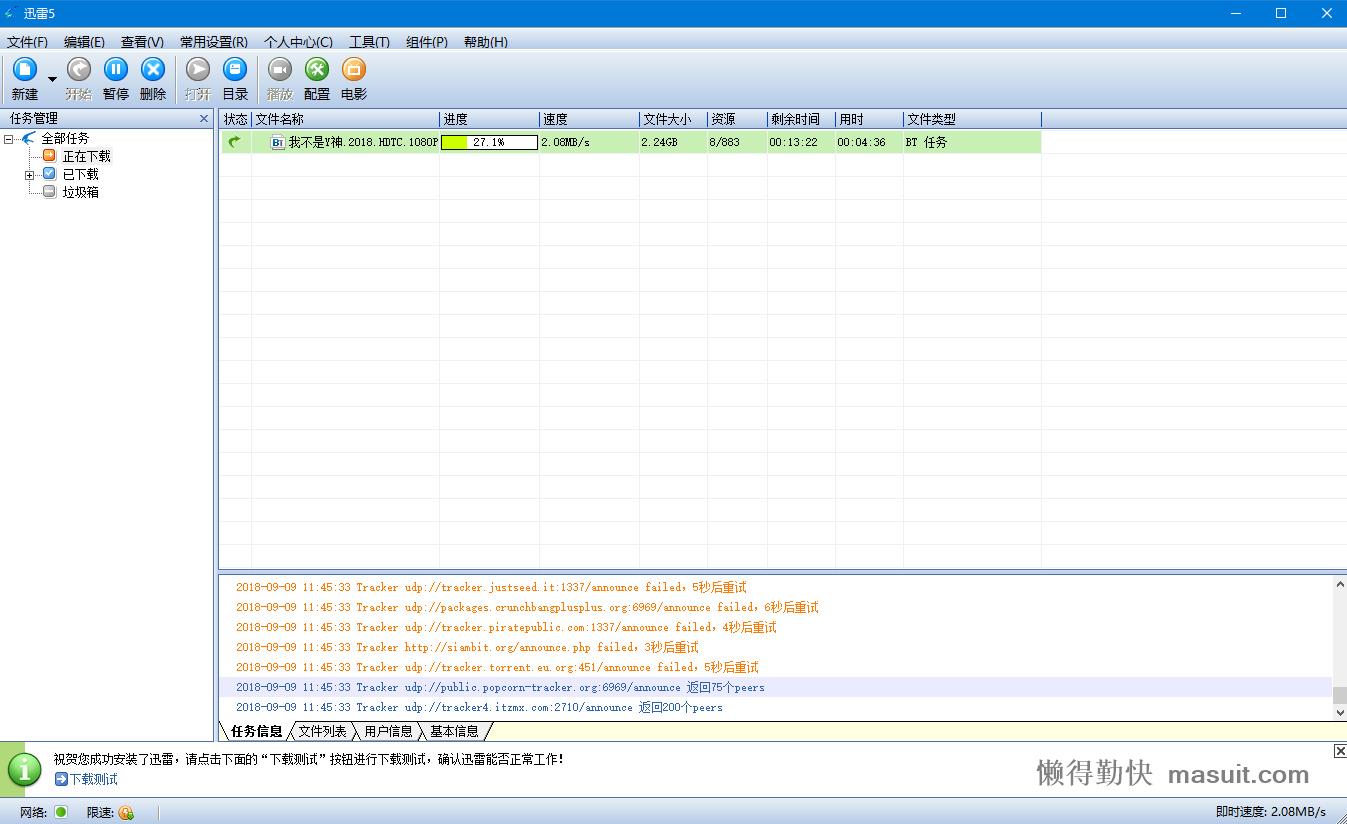 迅雷5
文件(F) 编辑(E) 查看(V) 常用设置(R) 个人中心(C) 工具(T) 组件(P) 帮助(H)
新建 开始 暂停 删除 打开 目录 播放 配置 电影
任务管理
全部任务
正在下载
已下载
垃圾箱
状态 文件名称 进度 速度 文件大小 资源 剩余时间 用时 文件类型
BT 我不是Y神.2018.HDTC.1080P 27.1% 2.08MB/s 2.24GB 8/883 00:13:22 00:04:36 BT 任务
2018-09-09 11:45:33 Tracker udp://tracker.justseed.it:1337/announce failed，5秒后重试
2018-09-09 11:45:33 Tracker udp://packages.crunchbangplusplus.org:6969/announce failed，6秒后重试
2018-09-09 11:45:33 Tracker udp://tracker.piratepublic.com:1337/announce failed，4秒后重试
2018-09-09 11:45:33 Tracker http://siambit.org/announce.php failed，3秒后重试
2018-09-09 11:45:33 Tracker udp://tracker.torrent.eu.org:451/announce failed，5秒后重试
2018-09-09 11:45:33 Tracker udp://public.popcorn-tracker.org:6969/announce 返回75个peers
2018-09-09 11:45:33 Tracker udp://tracker4.itzmx.com:2710/announce 返回200个peers
任务信息 文件列表 用户信息 基本信息
祝贺您成功安装了迅雷，请点击下面的“下载测试”按钮进行下载测试，确认迅雷能否正常工作！
下载测试
懒得勤快 masuit.com
网络: 限速: 即时速度: 2.08MB/s